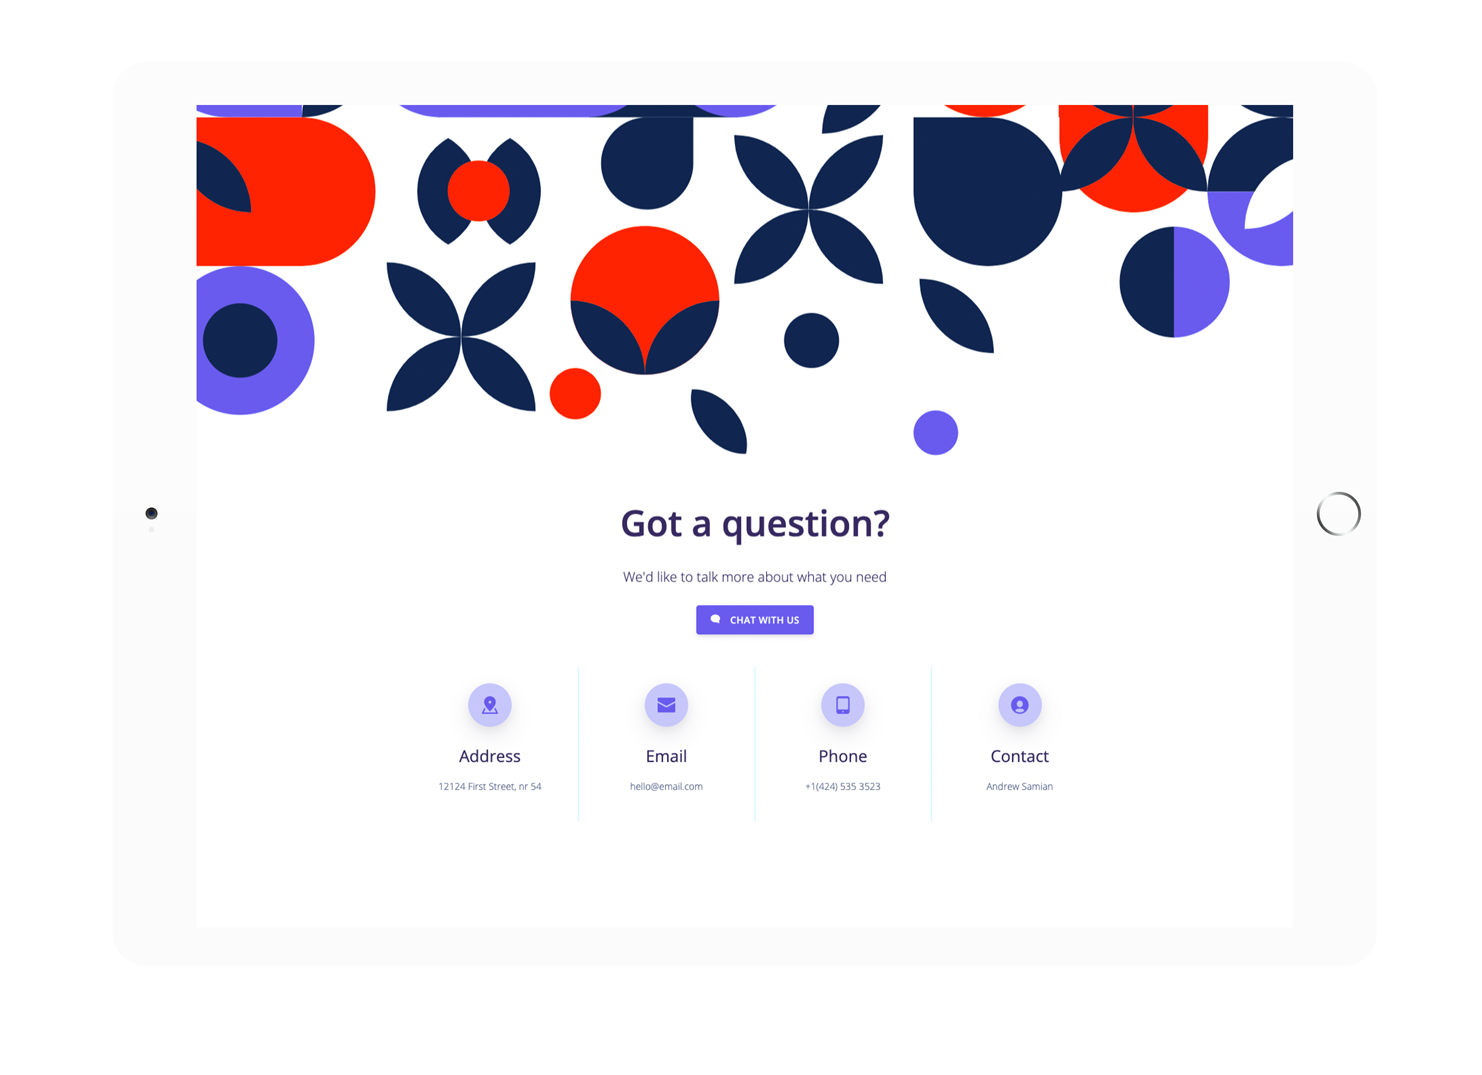 Got a question?
We'd like to talk more about what you need
CHAT WITH US
Address
12124 First Street, nr 54
Email
hello@email.com
Phone
+1(424) 535 3523
Contact
Andrew Samian